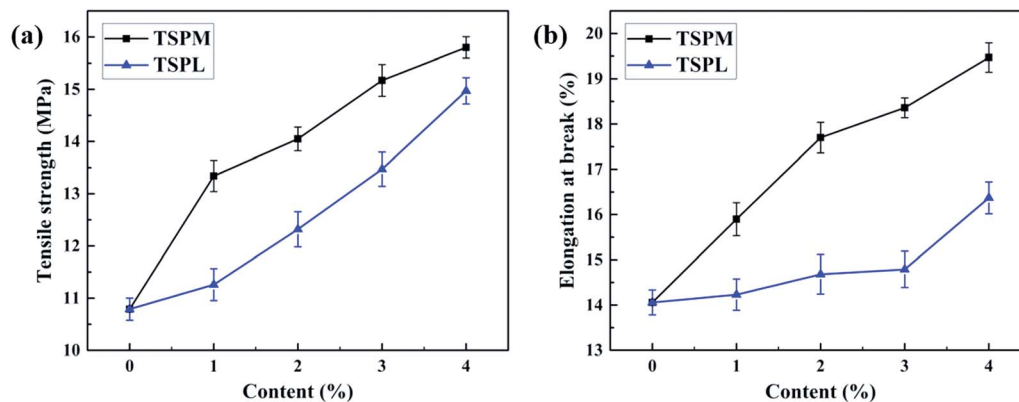 (a)
TSPM
TSPL
Tensile strength (MPa)
16
15
14
13
12
11
10
0 1 2 3 4
Content (%)
(b)
TSPM
TSPL
Elongation at break (%)
20
19
18
17
16
15
14
13
0 1 2 3 4
Content (%)